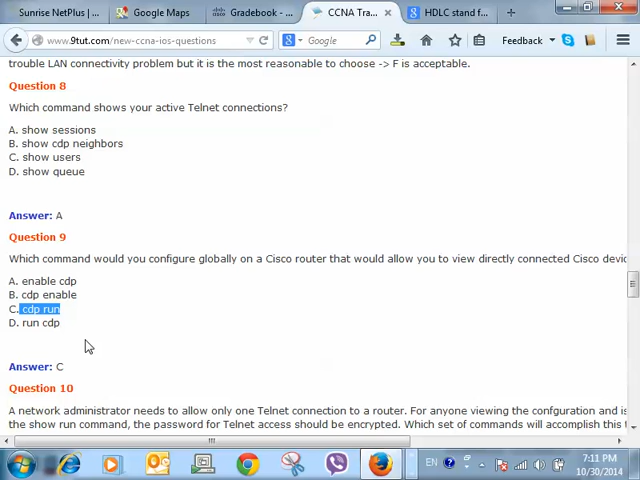 Sunrise NetPlus | ...
Google Maps
Gradebook - ...
CCNA Tra...
HDLC stand f...
www.9tut.com/new-ccna-ios-questions
Google
Feedback
trouble LAN connectivity problem but it is the most reasonable to choose -> F is acceptable.
Question 8
Which command shows your active Telnet connections?
A. show sessions
B. show cdp neighbors
C. show users
D. show queue
Answer: A
Question 9
Which command would you configure globally on a Cisco router that would allow you to view directly connected Cisco devi
A. enable cdp
B. cdp enable
C. cdp run
D. run cdp
Answer: C
Question 10
A network administrator needs to allow only one Telnet connection to a router. For anyone viewing the confguration and is
the show run command, the password for Telnet access should be encrypted. Which set of commands will accomplish this t
EN
7:11 PM
10/30/2014